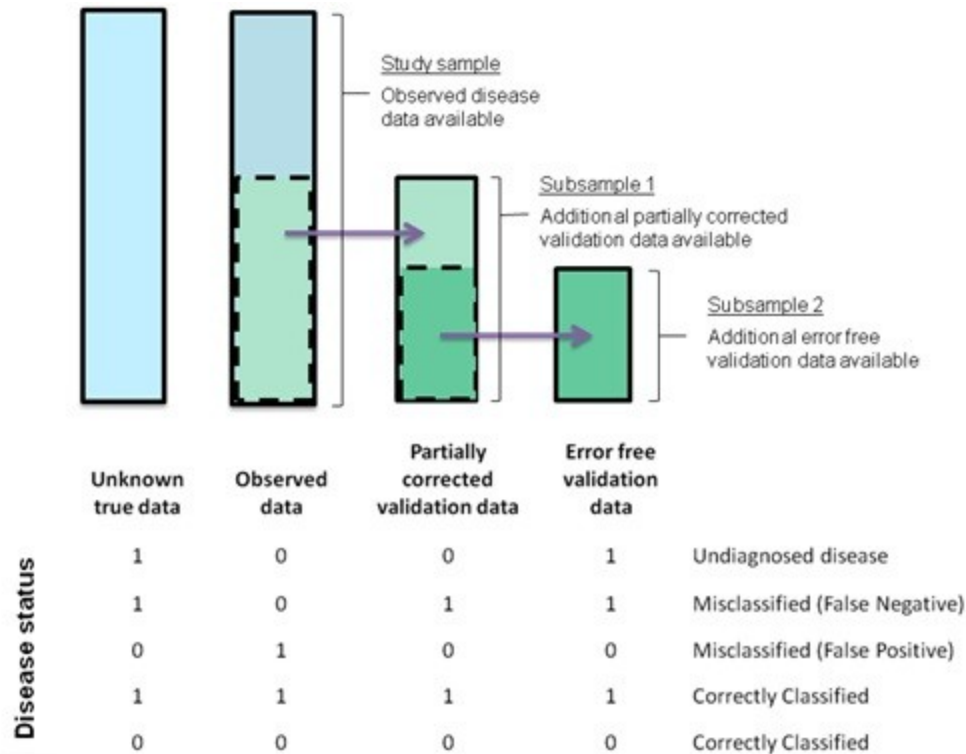 Study sample
Observed disease
data available
Subsample 1
Additional partially corrected
validation data available
Subsample 2
Additional error free
validation data available
Unknown
true data
Observed
data
Partially
corrected
validation data
Error free
validation
data
Disease status
1 0 0 1 Undiagnosed disease
1 0 1 1 Misclassified (False Negative)
0 1 0 0 Misclassified (False Positive)
1 1 1 1 Correctly Classified
0 0 0 0 Correctly Classified